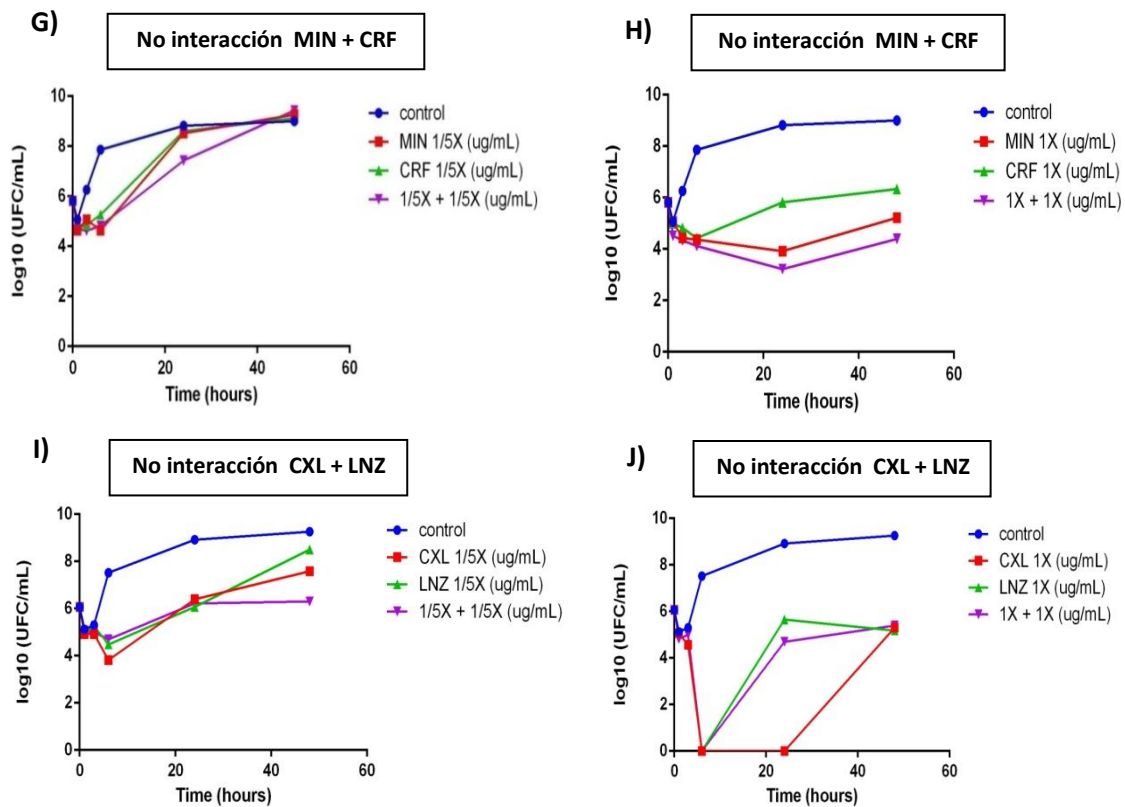 G)
No interacción MIN + CRF
log10 (UFC/mL)
10
8
6
4
2
0
0
20
40
60
Time (hours)
control
MIN 1/5X (ug/mL)
CRF 1/5X (ug/mL)
1/5X + 1/5X (ug/mL)
H)
No interacción MIN + CRF
log10 (UFC/mL)
10
8
6
4
2
0
0
20
40
60
Time (hours)
control
MIN 1X (ug/mL)
CRF 1X (ug/mL)
1X + 1X (ug/mL)
I)
No interacción CXL + LNZ
log10 (UFC/mL)
10
8
6
4
2
0
0
20
40
60
Time (hours)
control
CXL 1/5X (ug/mL)
LNZ 1/5X (ug/mL)
1/5X + 1/5X (ug/mL)
J)
No interacción CXL + LNZ
log10 (UFC/mL)
10
8
6
4
2
0
0
20
40
60
Time (hours)
control
CXL 1X (ug/mL)
LNZ 1X (ug/mL)
1X + 1X (ug/mL)